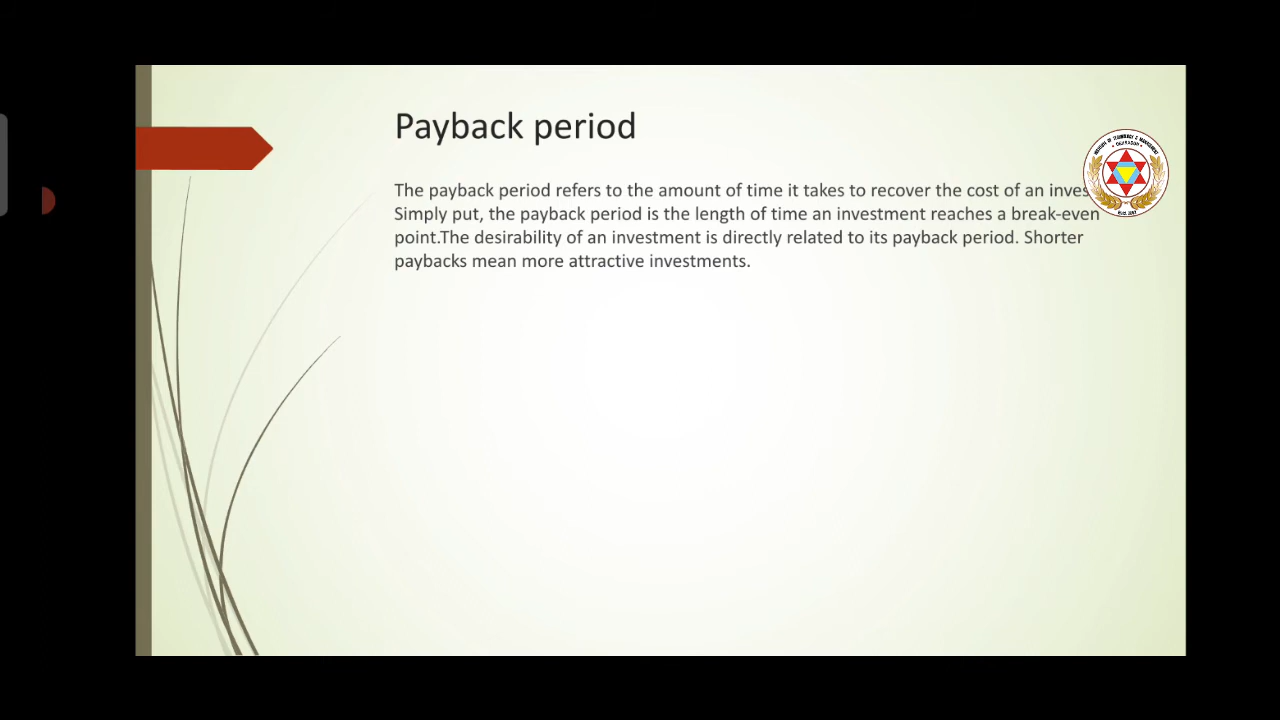 Payback period
The payback period refers to the amount of time it takes to recover the cost of an inves
Simply put, the payback period is the length of time an investment reaches a break-even
point.The desirability of an investment is directly related to its payback period. Shorter
paybacks mean more attractive investments.